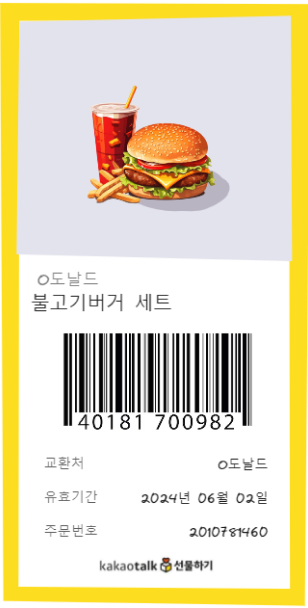 O도날드
불고기버거 세트
40181 700982
교환처 O도날드
유효기간 2024년 06월 02일
주문번호 2010781460
kakaotalk 선물하기